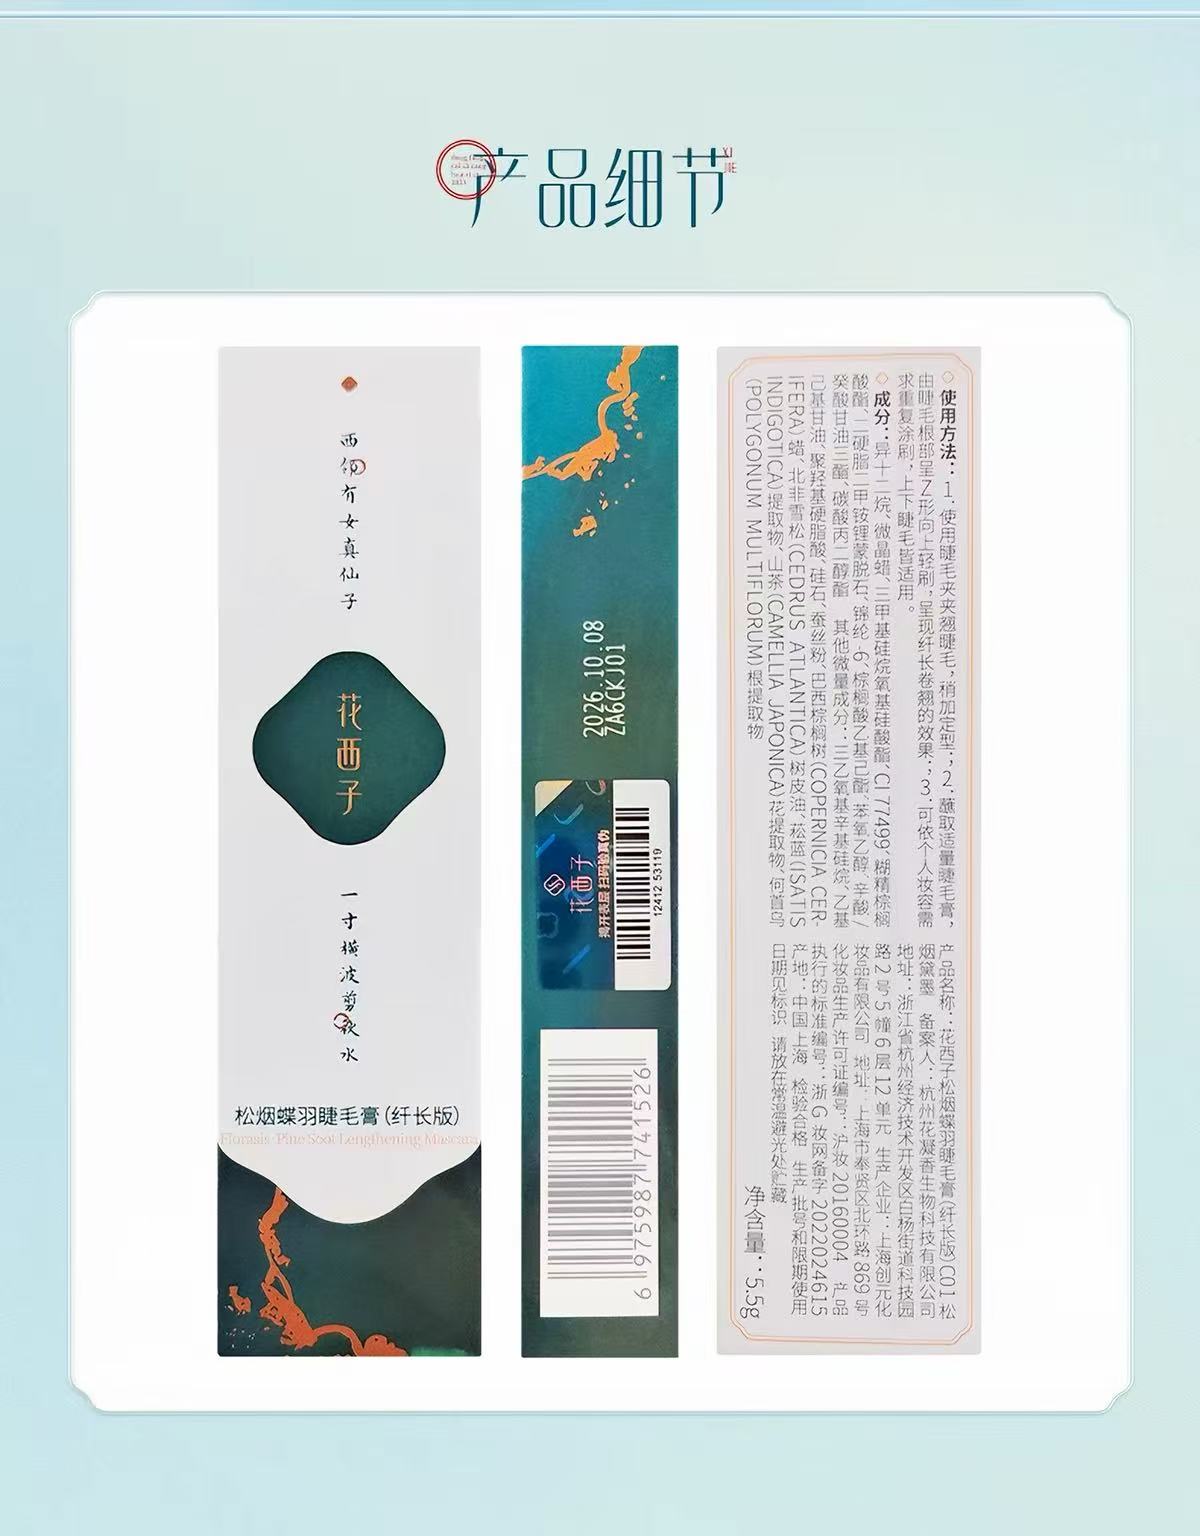 产品细节
XI
JIE
西领有女真仙子
花西子
一寸横波剪秋水
松烟蝶羽睫毛膏(纤长版)
Florasis Pine Soot Lengthening Mascara
2026.10.08
ZA6CKJ01
花西子
揭开表层 扫码验真伪
12412 53119
6 975987 741526
使用方法：1.使用睫毛夹夹翘睫毛，稍加定型；2.蘸取适量睫毛膏，
由睫毛根部呈Z形向上轻刷，呈现纤长卷翘的效果；3.可依个人妆容需
求重复涂刷，上下睫毛皆适用。
成分：异十二烷、微晶蜡、三甲基硅烷氧基硅酸酯、CI 77499、糊精棕榈
酸酯、二硬脂二甲铵锂蒙脱石、锦纶-6、棕榈酸乙基己酯、苯氧乙醇、辛酸/
癸酸甘油三酯、碳酸丙二醇酯 其他微量成分：三乙氧基辛基硅烷、乙基
己基甘油、聚羟基硬脂酸、硅石、蚕丝粉、巴西棕榈树(COPERNICIA CER-
IFERA)蜡、北非雪松(CEDRUS ATLANTICA)树皮油、菘蓝(ISATIS
INDIGOTICA)提取物、山茶(CAMELLIA JAPONICA)花提取物、何首乌
(POLYGONUM MULTIFLORUM)根提取物
产品名称：花西子松烟蝶羽睫毛膏(纤长版)C01松
烟黛墨 备案人：杭州花凝香生物科技有限公司
地址：浙江省杭州经济技术开发区白杨街道科技园
路2号5幢6层12单元 生产企业：上海创元化
妆品有限公司 地址：上海市奉贤区北环路869号
化妆品生产许可证编号：沪妆20160004 产品
执行的标准编号：浙G妆网备字2022024615
产地：中国上海 检验合格 生产批号和限期使用
日期见标识 请放在常温避光处贮藏
净含量：5.5g